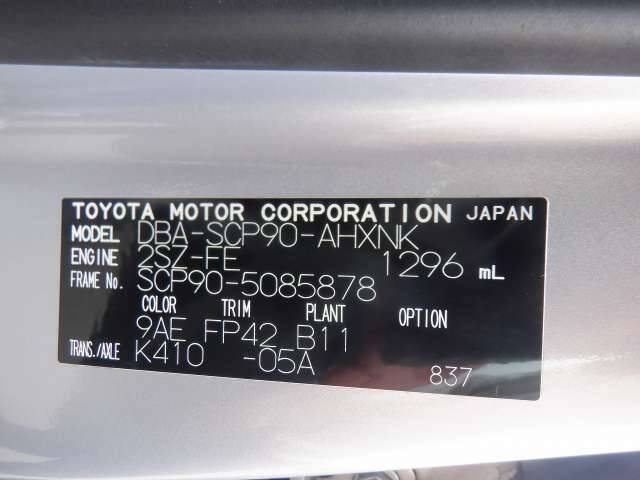 TOYOTA MOTOR CORPORATION JAPAN
MODEL DBA-SCP90-AHXNK
ENGINE 2SZ-FE 1296 mL
FRAME No. SCP90-5085878
COLOR TRIM PLANT OPTION
9AE FP42 B11
TRANS./AXLE K410 -05A 837